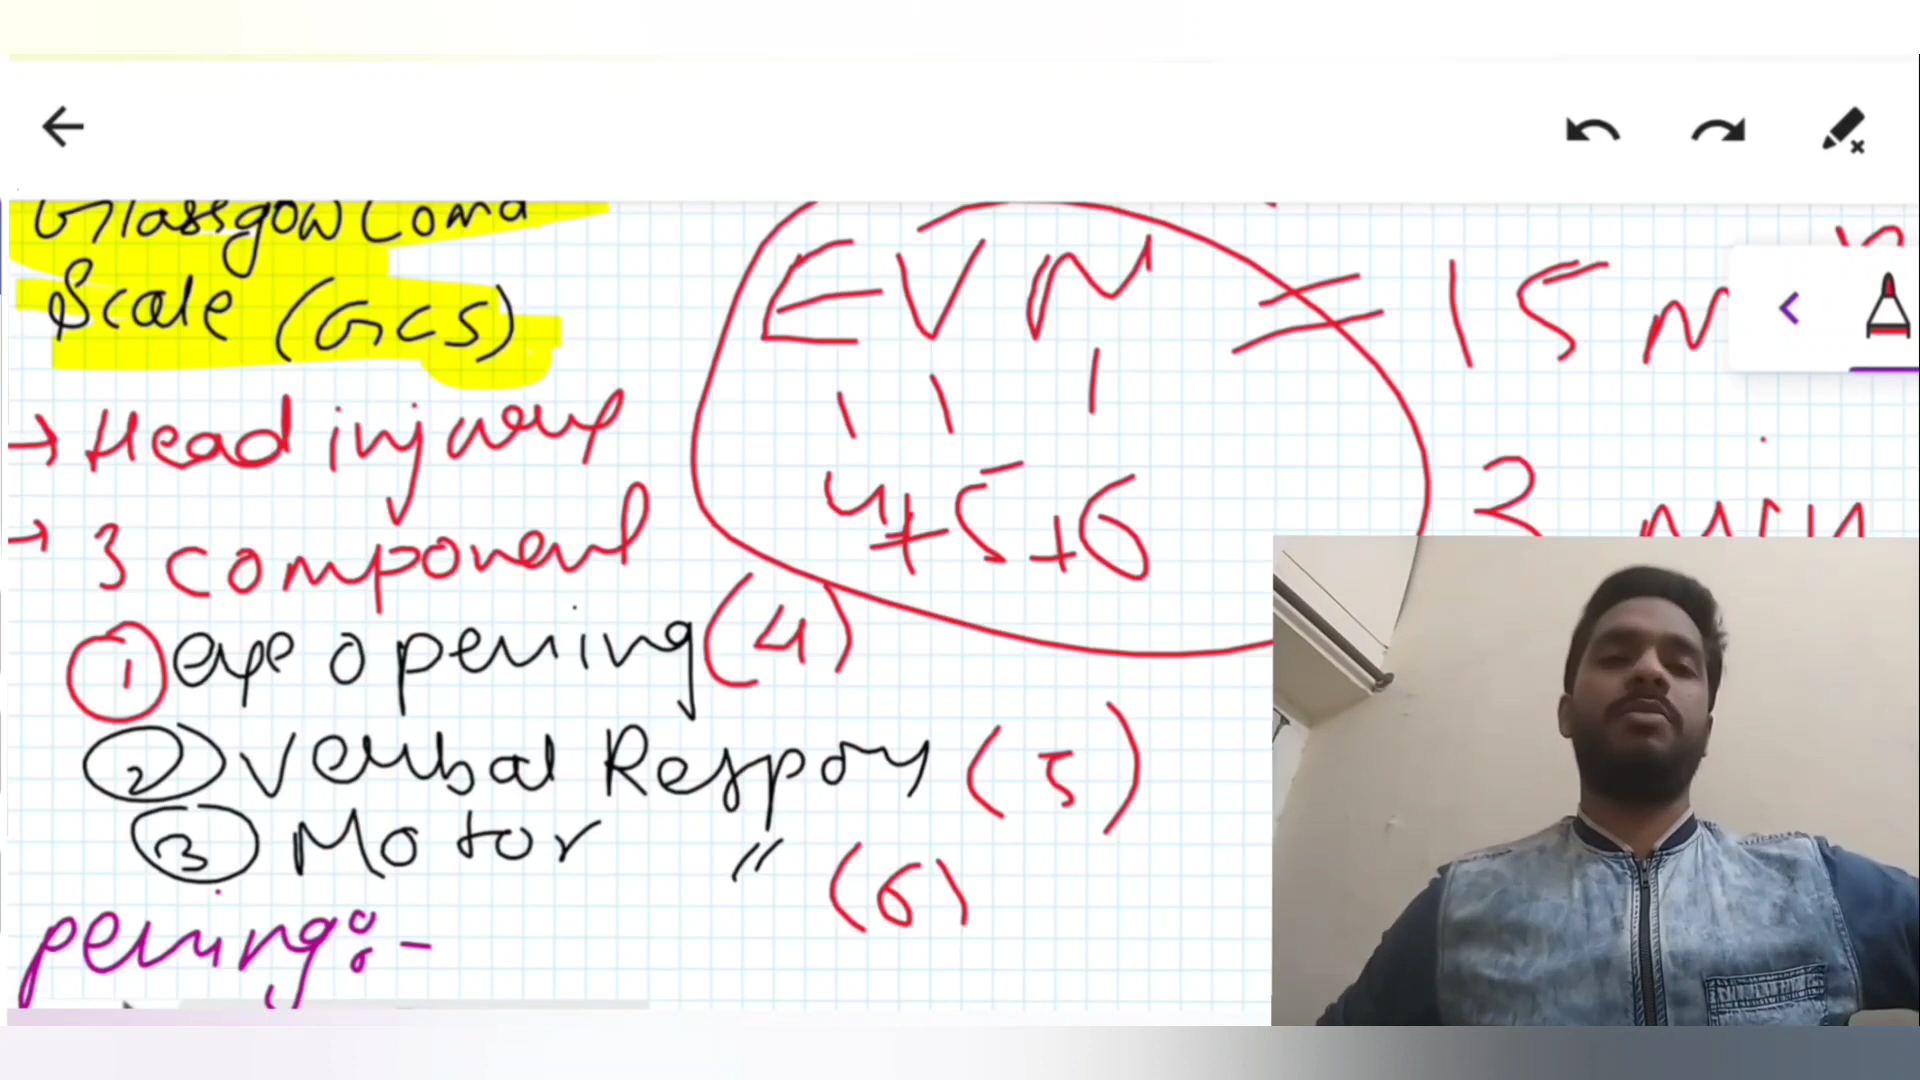 Glassgow Coma
Scale (GCS)
→ Head injury
→ 3 component
① eye opening (4)
② Verbal Respons (5)
③ Motor " (6)
pening:-
E V M = 15 M
4+5+6
3 min